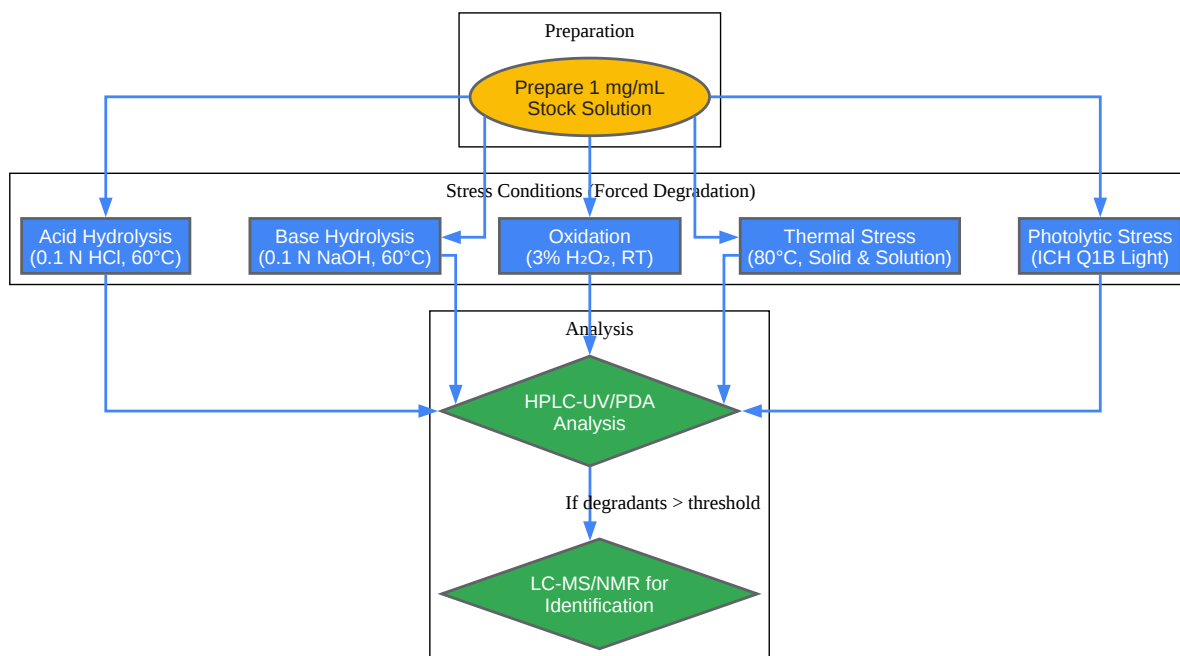 Preparation
Prepare 1 mg/mL
Stock Solution
Stress Conditions (Forced Degradation)
Acid Hydrolysis
(0.1 N HCl, 60°C)
Base Hydrolysis
(0.1 N NaOH, 60°C)
Oxidation
(3% H₂O₂, RT)
Thermal Stress
(80°C, Solid & Solution)
Photolytic Stress
(ICH Q1B Light)
Analysis
HPLC-UV/PDA
Analysis
If degradants > threshold
LC-MS/NMR for
Identification